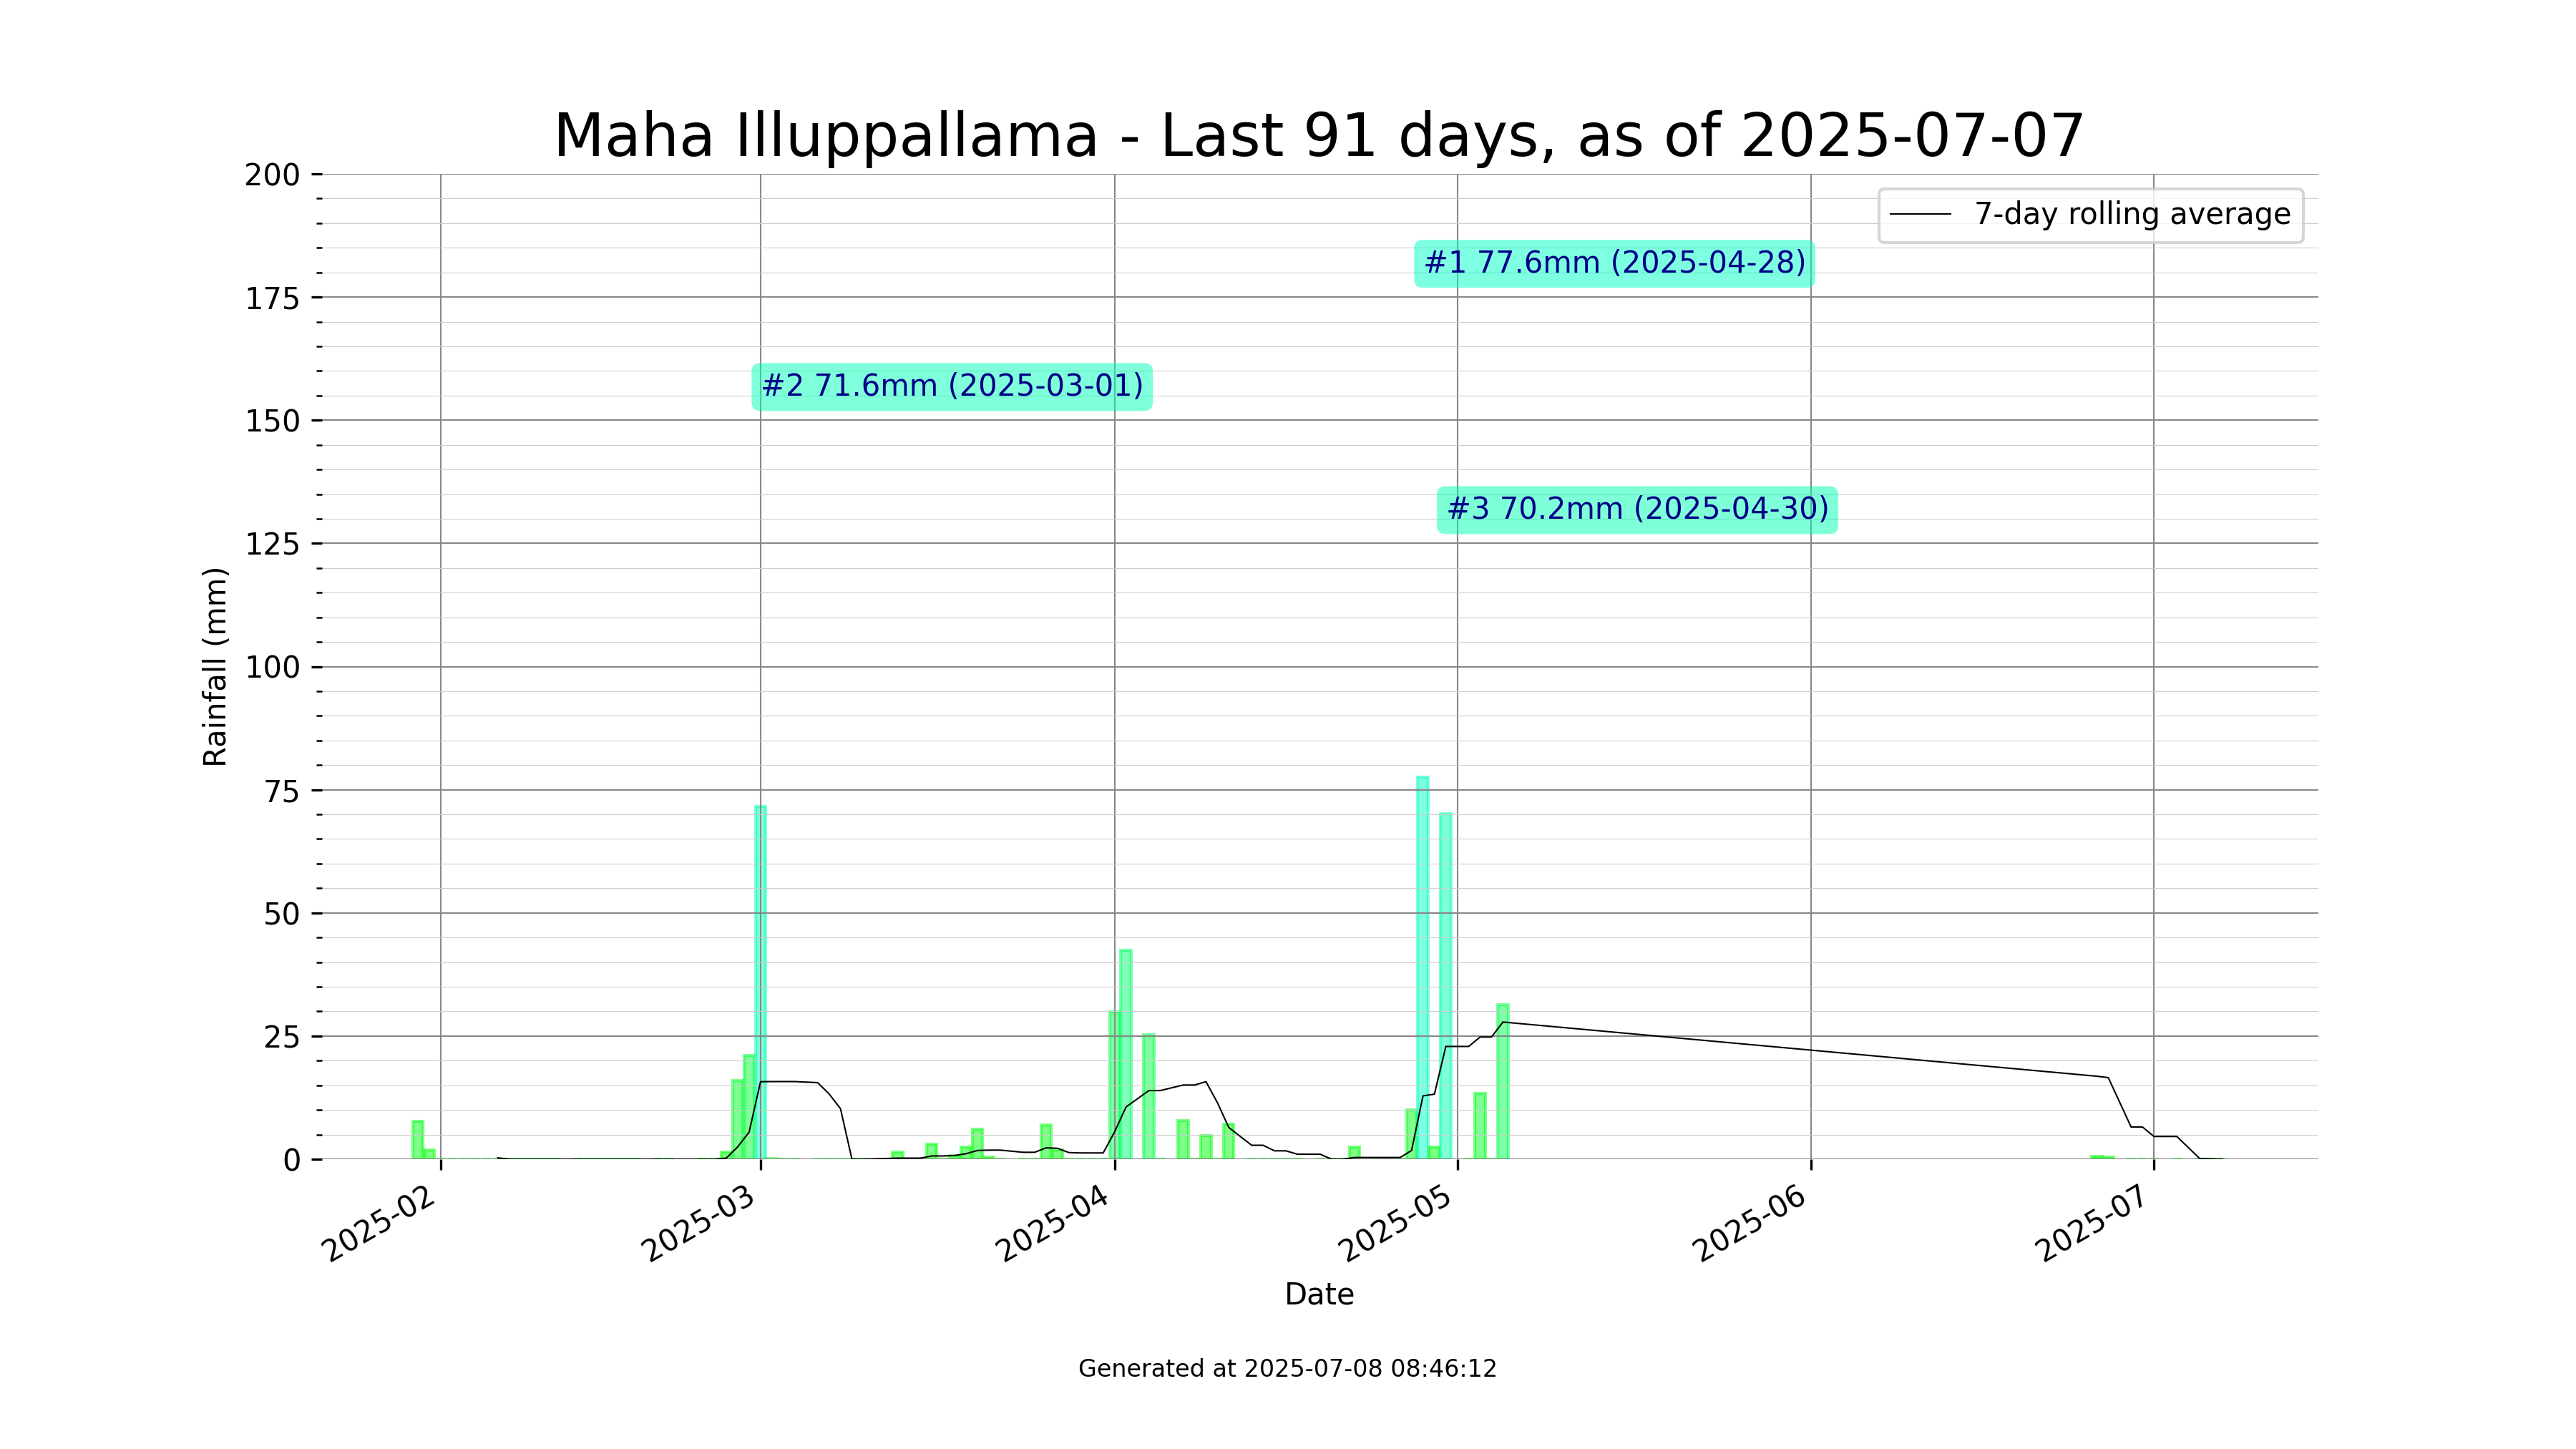 Maha Illuppallama - Last 91 days, as of 2025-07-07
200
175
150
125
100
75
50
25
0
Rainfall (mm)
7-day rolling average
#1 77.6mm (2025-04-28)
#2 71.6mm (2025-03-01)
#3 70.2mm (2025-04-30)
2025-02
2025-03
2025-04
2025-05
2025-06
2025-07
Date
Generated at 2025-07-08 08:46:12